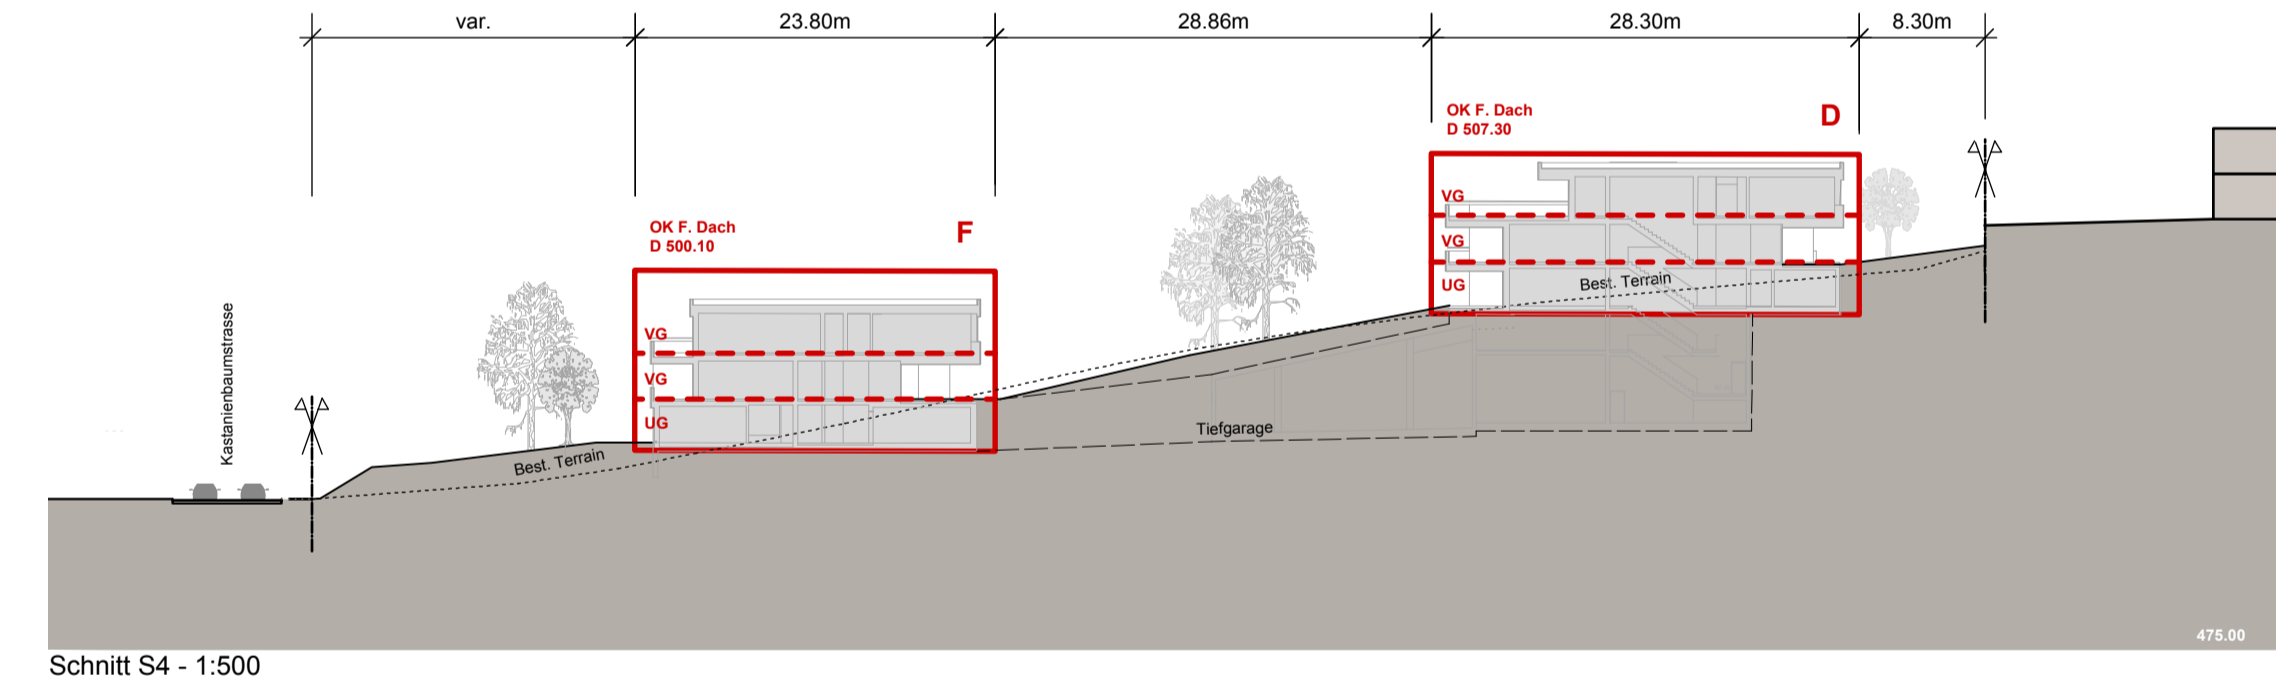 var.
23.80m
28.86m
28.30m
8.30m
OK F. Dach
D 507.30
D
VG
VG
UG
Best. Terrain
OK F. Dach
D 500.10
F
VG
VG
UG
Kastanienbaumstrasse
Best. Terrain
Tiefgarage
475.00
Schnitt S4 - 1:500